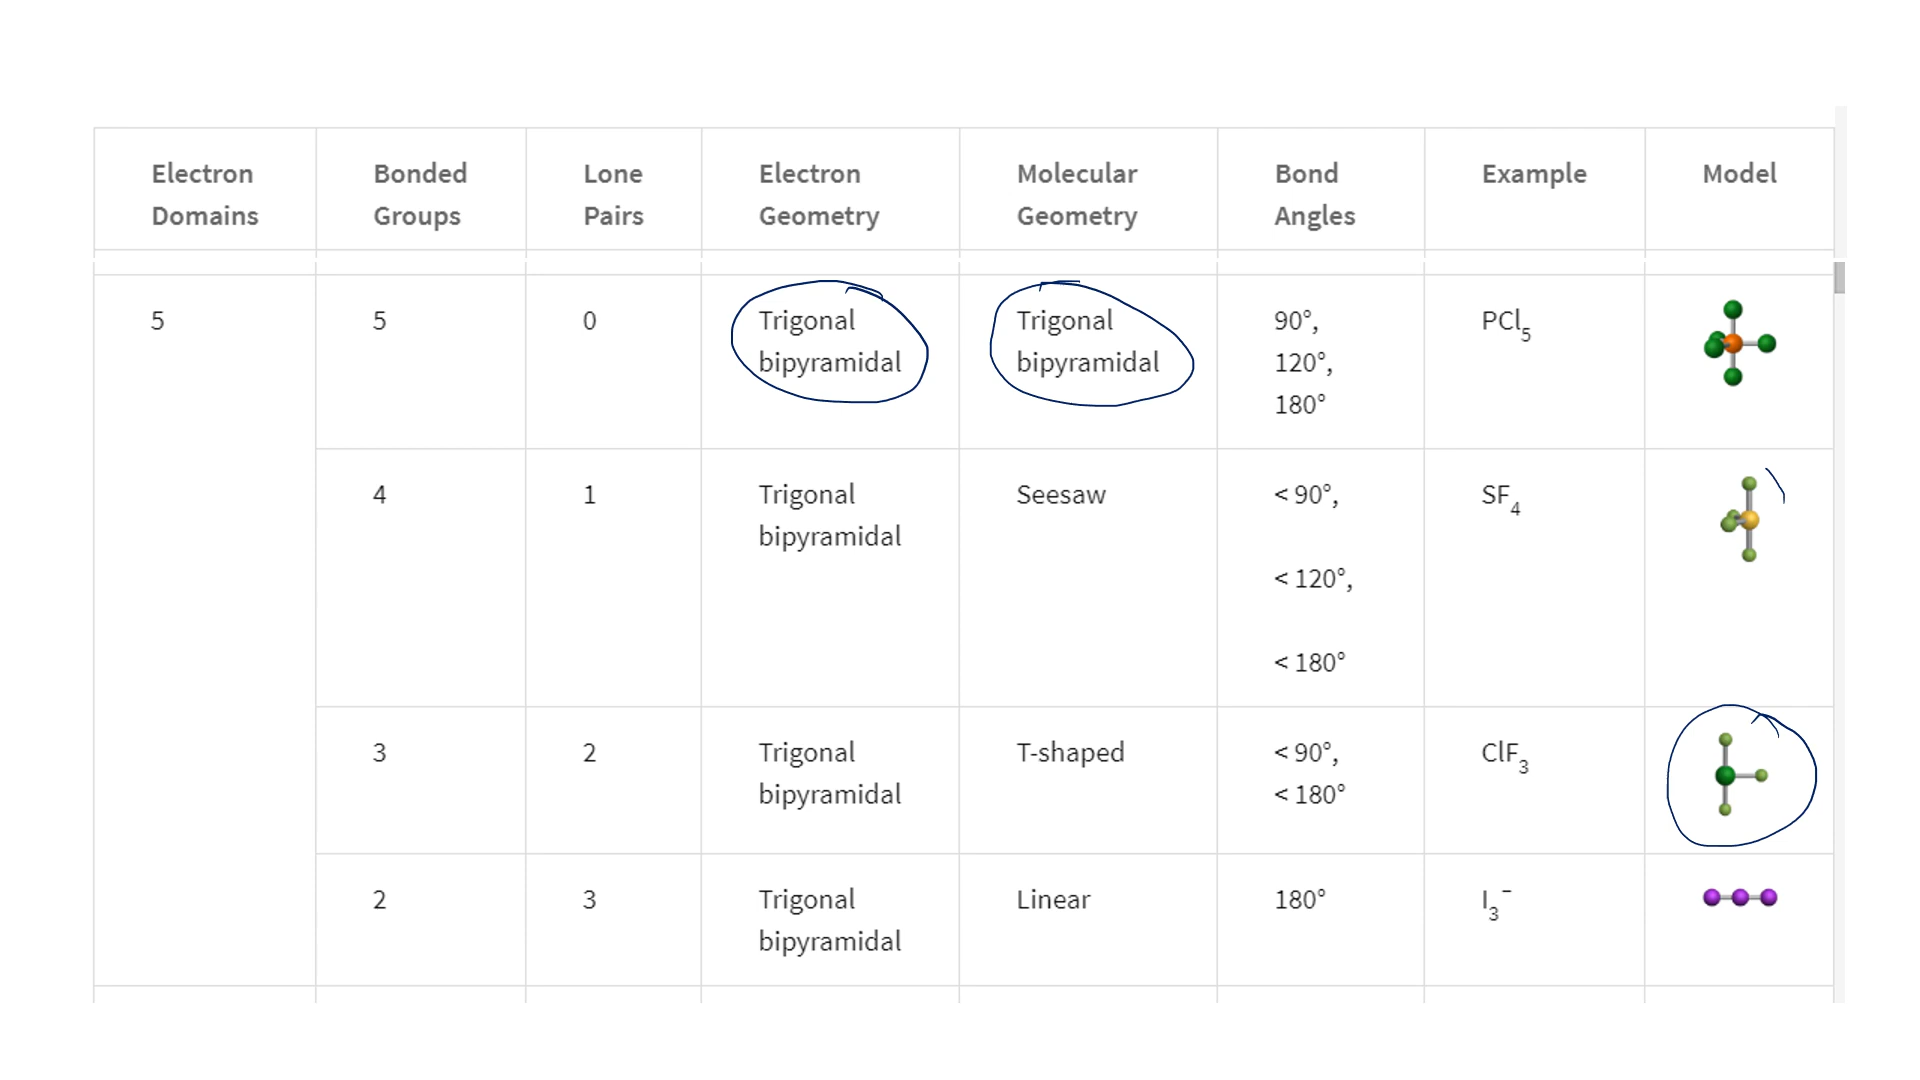 Electron Domains
Bonded Groups
Lone Pairs
Electron Geometry
Molecular Geometry
Bond Angles
Example
Model
5
5
0
Trigonal
bipyramidal
Trigonal
bipyramidal
90°,
120°,
180°
PCl₅
4
1
Trigonal
bipyramidal
Seesaw
< 90°,
< 120°,
< 180°
SF₄
3
2
Trigonal
bipyramidal
T-shaped
< 90°,
< 180°
ClF₃
2
3
Trigonal
bipyramidal
Linear
180°
I₃⁻